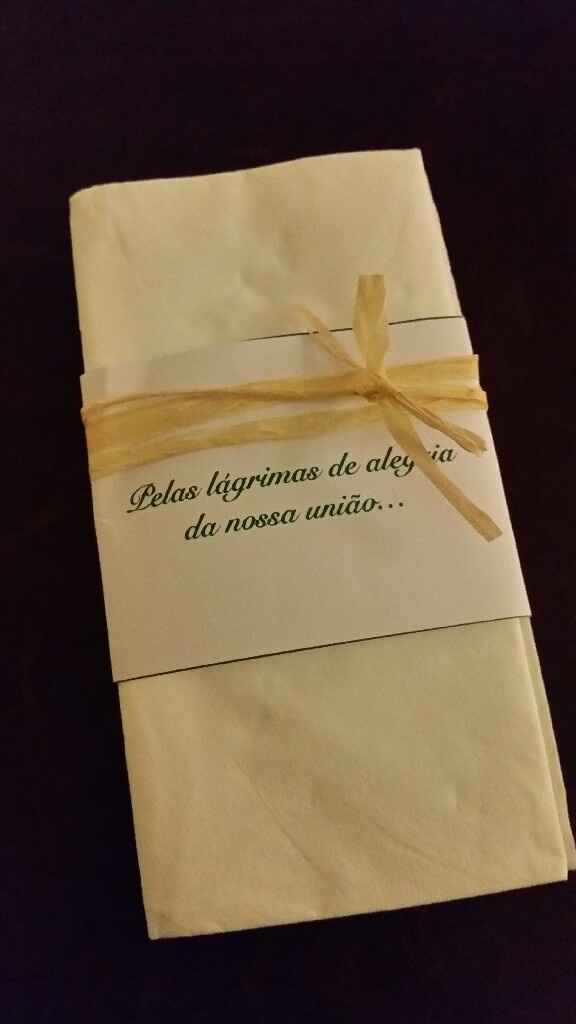 Pelas lágrimas de alegria
da nossa união...